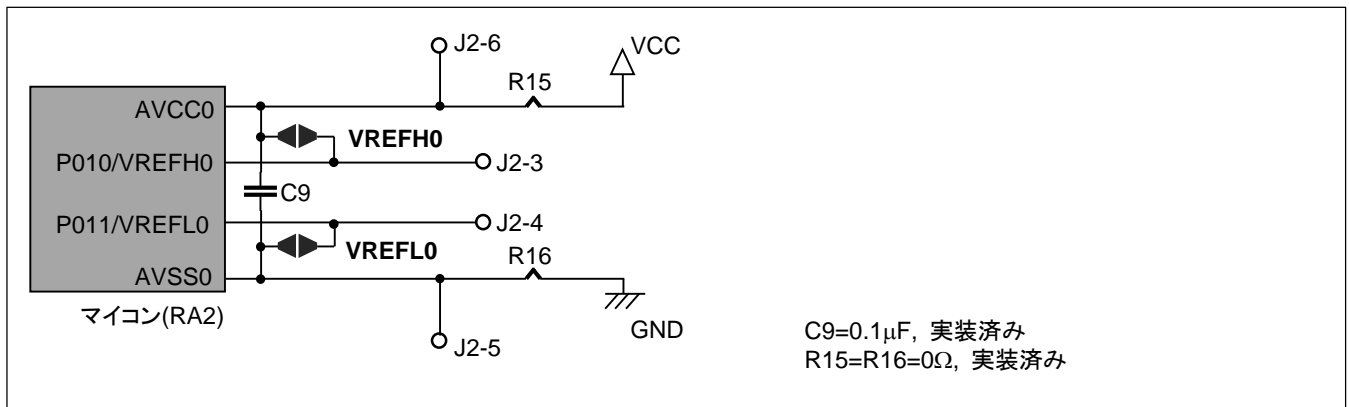 J2-6
VCC
R15
AVCC0
VREFH0
P010/VREFH0
J2-3
C9
P011/VREFL0
J2-4
VREFL0
R16
AVSS0
マイコン(RA2)
GND
J2-5
C9=0.1μF, 実装済み
R15=R16=0Ω, 実装済み